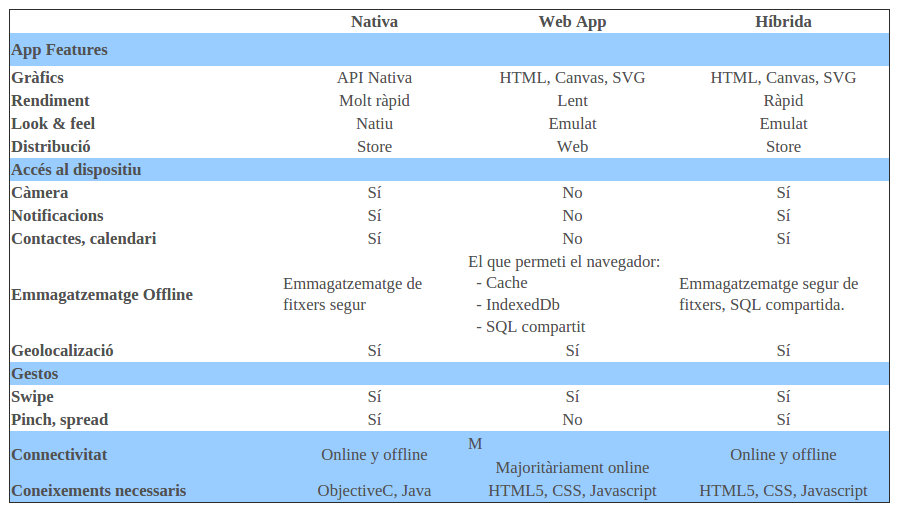 Nativa Web App Híbrida
App Features
Gràfics API Nativa HTML, Canvas, SVG HTML, Canvas, SVG
Rendiment Molt ràpid Lent Ràpid
Look & feel Natiu Emulat Emulat
Distribució Store Web Store
Accés al dispositiu
Càmera Sí No Sí
Notificacions Sí No Sí
Contactes, calendari Sí No Sí
Emmagatzematge Offline
Emmagatzematge de
fitxers segur
El que permeti el navegador:
- Cache
- IndexedDb
- SQL compartit
Emmagatzematge segur de
fitxers, SQL compartida.
Geolocalizació Sí Sí Sí
Gestos
Swipe Sí Sí Sí
Pinch, spread Sí No Sí
Connectivitat
Online y offline
M
Majoritàriament online
Online y offline
Coneixements necessaris ObjectiveC, Java HTML5, CSS, Javascript HTML5, CSS, Javascript